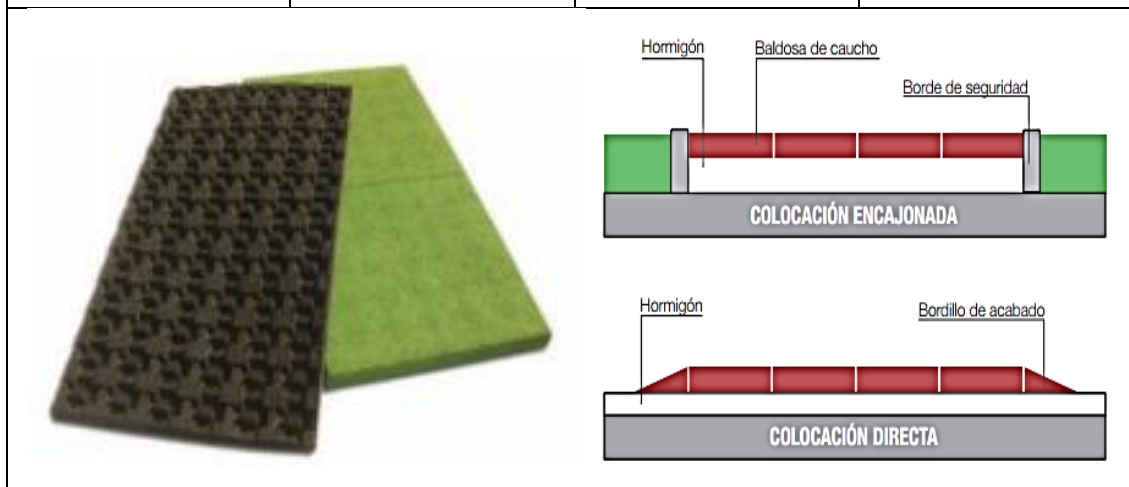 Hormigón
Baldosa de caucho
Borde de seguridad
COLOCACIÓN ENCAJONADA
Hormigón
Bordillo de acabado
COLOCACIÓN DIRECTA